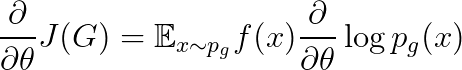 ∂/∂θ J(G) = 𝔼_{x∼p_g} f(x) ∂/∂θ log p_g(x)